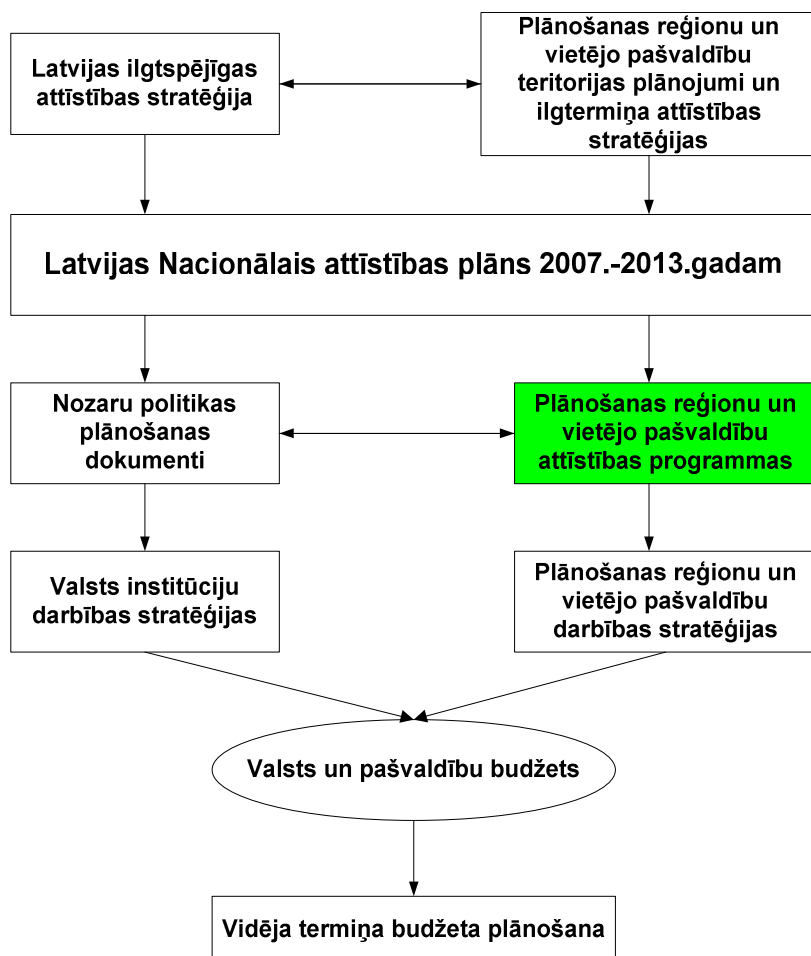 Latvijas ilgtspējīgas
attīstības stratēģija
Plānošanas reģionu un
vietējo pašvaldību
teritorijas plānojumi un
ilgtermiņa attīstības
stratēģijas
Latvijas Nacionālais attīstības plāns 2007.-2013.gadam
Nozaru politikas
plānošanas
dokumenti
Plānošanas reģionu un
vietējo pašvaldību
attīstības programmas
Valsts institūciju
darbības stratēģijas
Plānošanas reģionu un
vietējo pašvaldību
darbības stratēģijas
Valsts un pašvaldību budžets
Vidēja termiņa budžeta plānošana